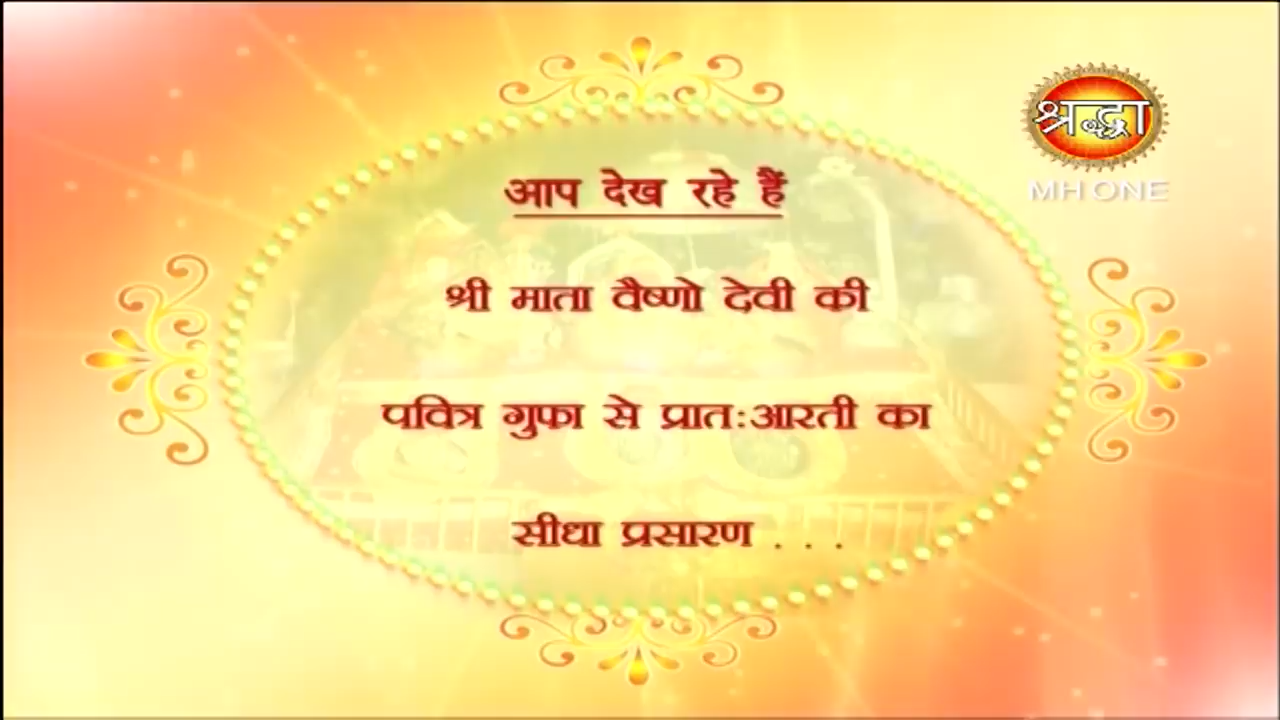 श्रद्धा
MH ONE
आप देख रहे हैं
श्री माता वैष्णो देवी की
पवित्र गुफा से प्रातःआरती का
सीधा प्रसारण . . .